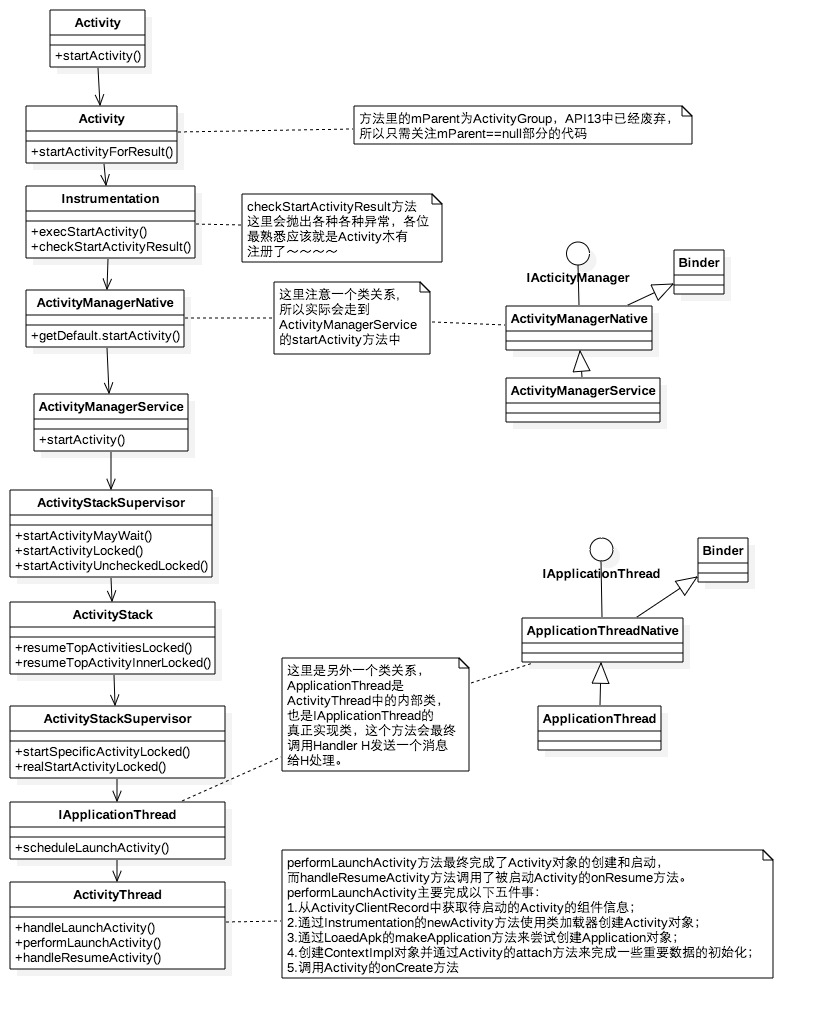 Activity
+startActivity()
Activity
+startActivityForResult()
方法里的mParent为ActivityGroup，API13中已经废弃，
所以只需关注mParent==null部分的代码
Instrumentation
+execStartActivity()
+checkStartActivityResult()
checkStartActivityResult方法
这里会抛出各种各种异常，各位
最熟悉应该就是Activity木有
注册了～～～～
ActivityManagerNative
+getDefault.startActivity()
这里注意一个类关系，
所以实际会走到
ActivityManagerService
的startActivity方法中
IActicityManager
Binder
ActivityManagerNative
ActivityManagerService
ActivityManagerService
+startActivity()
ActivityStackSupervisor
+startActivityMayWait()
+startActivityLocked()
+startActivityUncheckedLocked()
ActivityStack
+resumeTopActivitiesLocked()
+resumeTopActivityInnerLocked()
IApplicationThread
Binder
ApplicationThreadNative
ApplicationThread
这里是另外一个类关系，
ApplicationThread是
ActivityThread中的内部类，
也是IApplicationThread的
真正实现类，这个方法会最终
调用Handler H发送一个消息
给H处理。
ActivityStackSupervisor
+startSpecificActivityLocked()
+realStartActivityLocked()
IApplicationThread
+scheduleLaunchActivity()
ActivityThread
+handleLaunchActivity()
+performLaunchActivity()
+handleResumeActivity()
performLaunchActivity方法最终完成了Activity对象的创建和启动，
而handleResumeActivity方法调用了被启动Activity的onResume方法。
performLaunchActivity主要完成以下五件事：
1.从ActivityClientRecord中获取待启动的Activity的组件信息；
2.通过Instrumentation的newActivity方法使用类加载器创建Activity对象；
3.通过LoaedApk的makeApplication方法来尝试创建Application对象；
4.创建ContextImpl对象并通过Activity的attach方法来完成一些重要数据的初始化；
5.调用Activity的onCreate方法